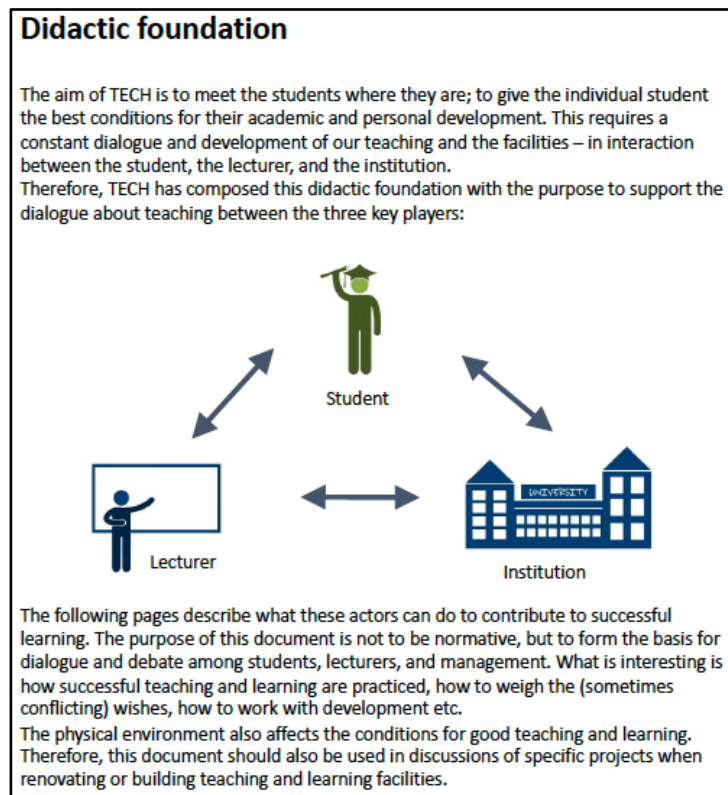 Didactic foundation
The aim of TECH is to meet the students where they are; to give the individual student
the best conditions for their academic and personal development. This requires a
constant dialogue and development of our teaching and the facilities – in interaction
between the student, the lecturer, and the institution.
Therefore, TECH has composed this didactic foundation with the purpose to support the
dialogue about teaching between the three key players:
Student
UNIVERSITY
Lecturer
Institution
The following pages describe what these actors can do to contribute to successful
learning. The purpose of this document is not to be normative, but to form the basis for
dialogue and debate among students, lecturers, and management. What is interesting is
how successful teaching and learning are practiced, how to weigh the (sometimes
conflicting) wishes, how to work with development etc.
The physical environment also affects the conditions for good teaching and learning.
Therefore, this document should also be used in discussions of specific projects when
renovating or building teaching and learning facilities.